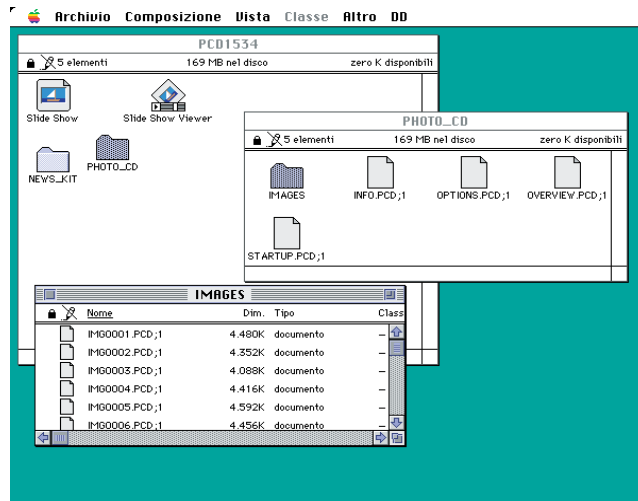 Archivio Composizione Vista Classe Altro DD
PCD1534
5 elementi 169 MB nel disco zero K disponibili
Slide Show Slide Show Viewer
NEWS_KIT PHOTO_CD
PHOTO_CD
5 elementi 169 MB nel disco zero K disponibili
IMAGES INFO.PCD;1 OPTIONS.PCD;1 OVERVIEW.PCD;1
STARTUP.PCD;1
IMAGES
Nome Dim. Tipo Class
IMG0001.PCD;1 4.480K documento –
IMG0002.PCD;1 4.352K documento –
IMG0003.PCD;1 4.088K documento –
IMG0004.PCD;1 4.416K documento –
IMG0005.PCD;1 4.592K documento –
IMG0006.PCD;1 4.456K documento –